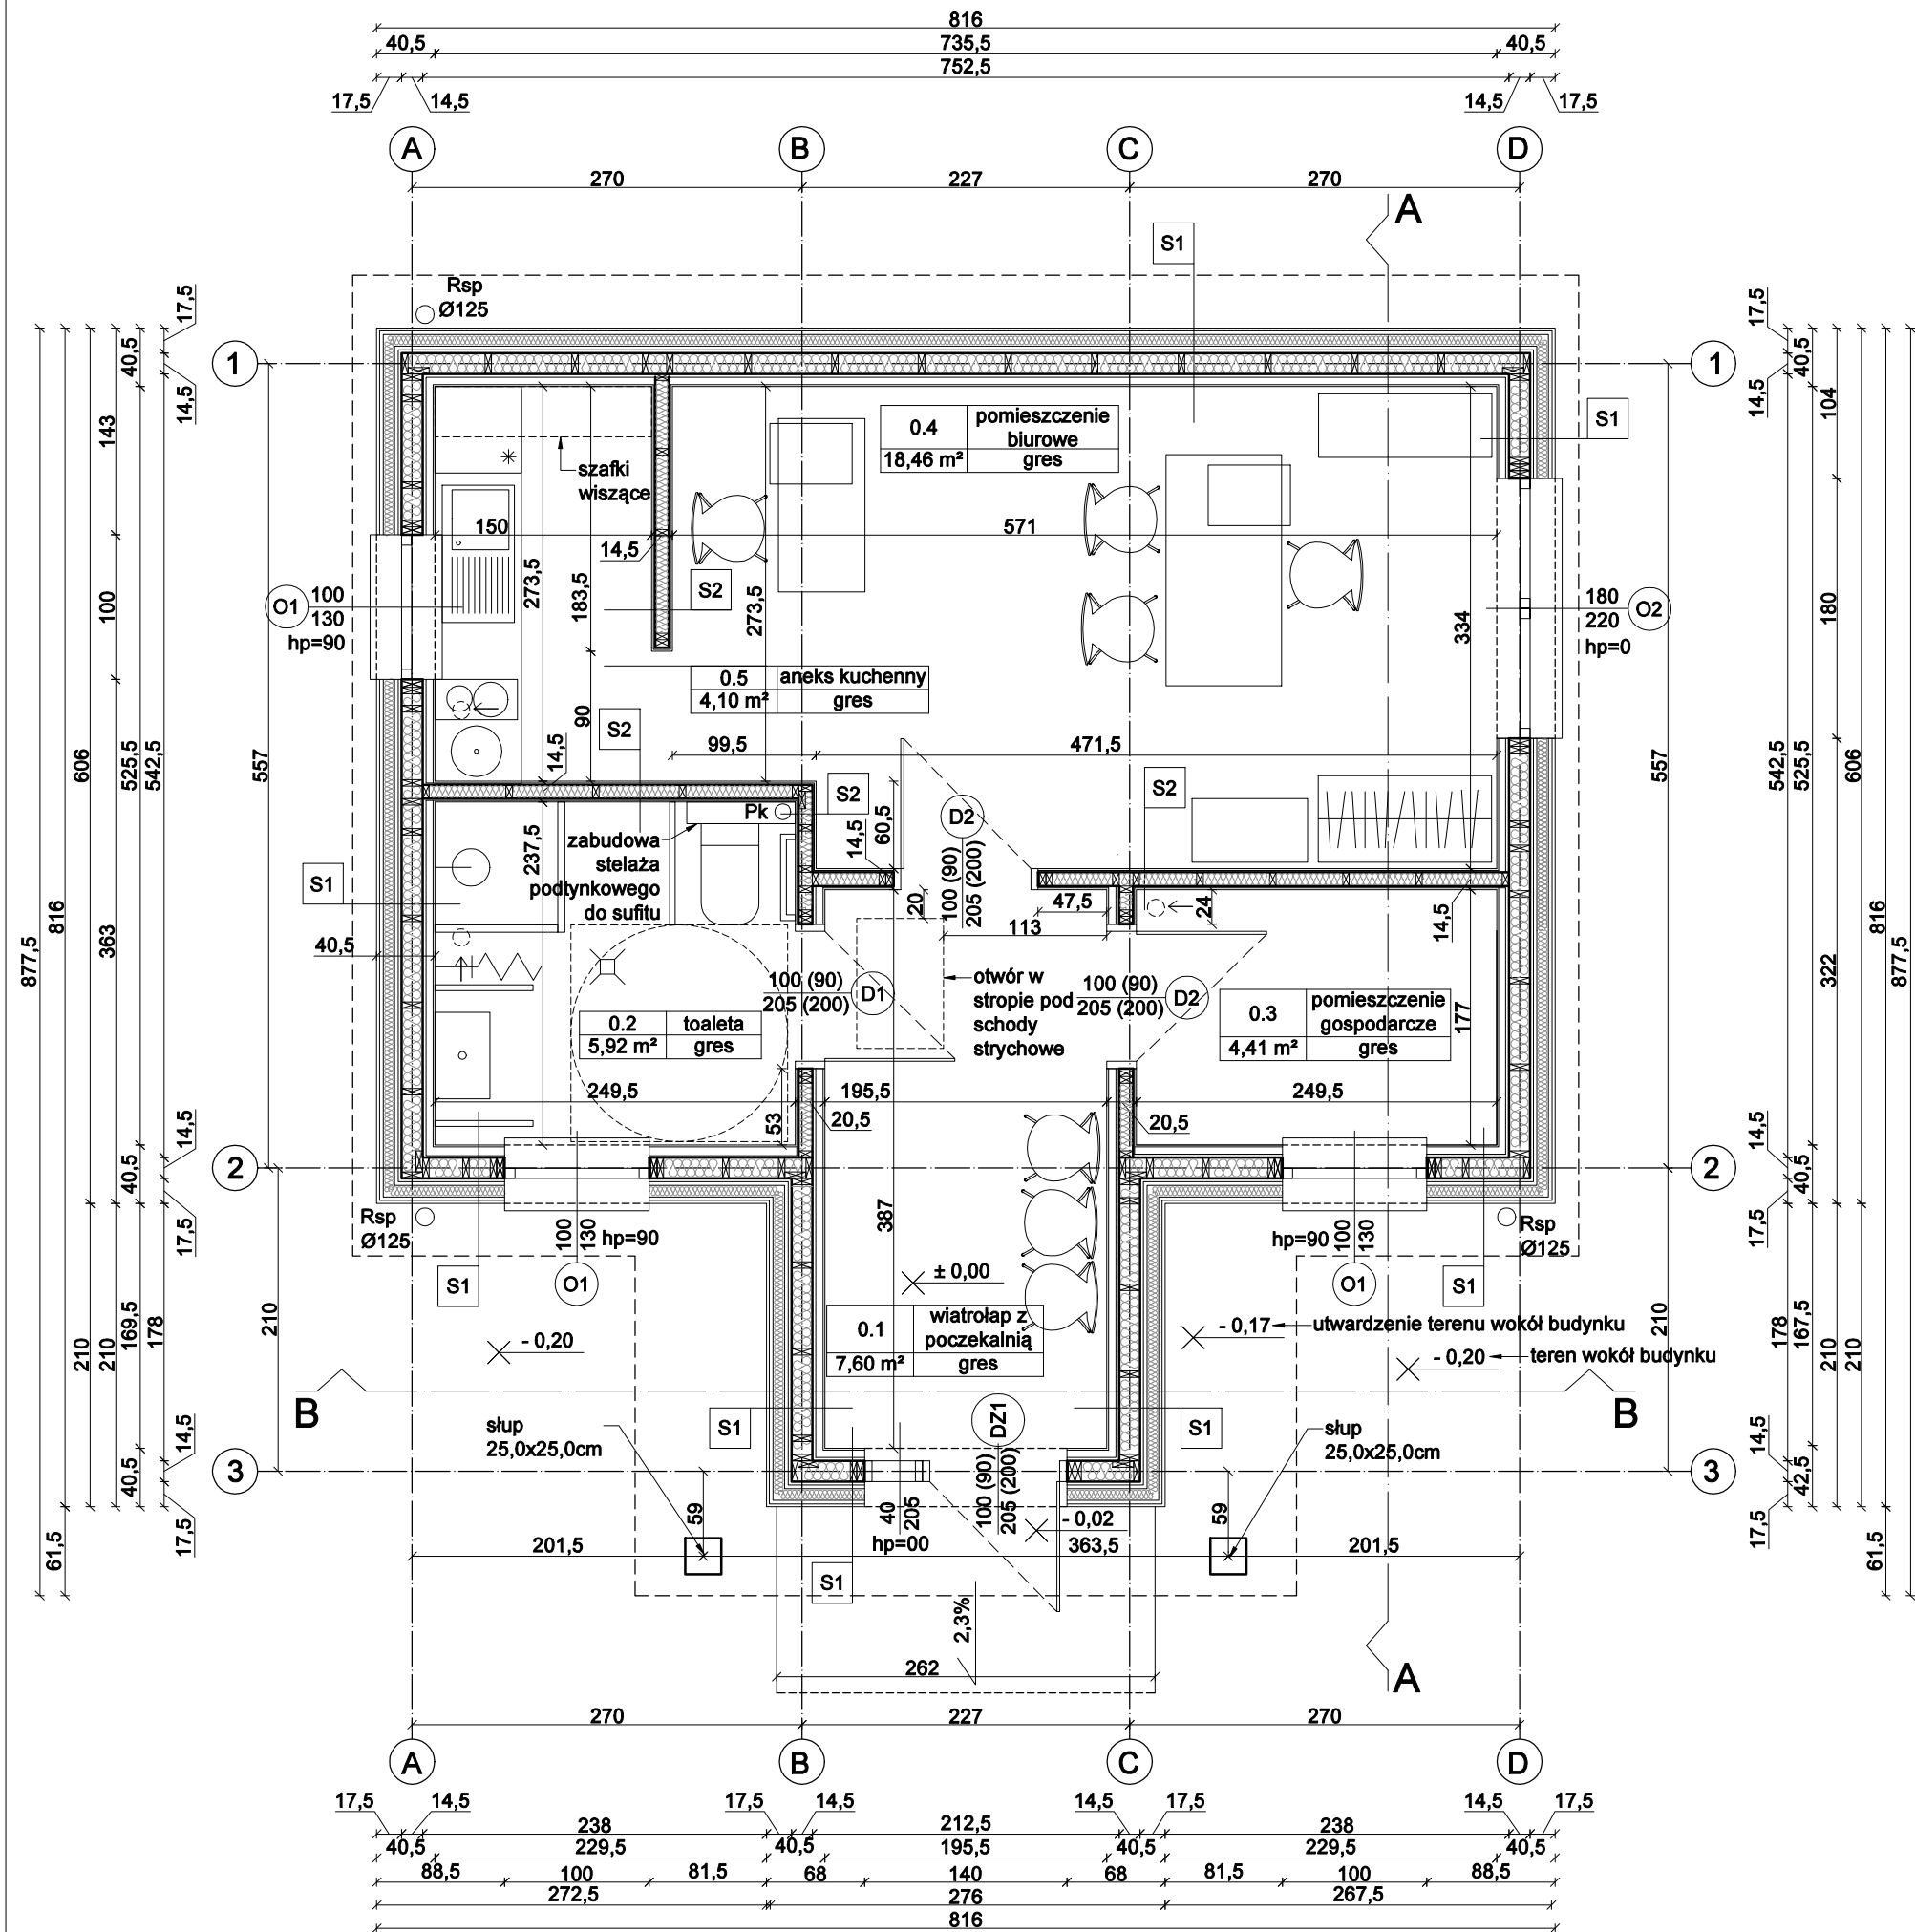 816
40,5 735,5 40,5
752,5
17,5 14,5 14,5 17,5
A B C D
270 227 270
A
S1
Rsp
Ø125
17,5
40,5
14,5
1
17,5
40,5
14,5
1
143
100
363
606
525,5
542,5
557
816
877,5
104
180
322
542,5
525,5
606
557
816
877,5
0.4 pomieszczenie
biurowe
18,46 m² gres
S1
szafki
wiszące
150
14,5
571
273,5
183,5
273,5
334
S2
O1 100
130
hp=90
180 O2
220
hp=0
0.5 aneks kuchenny
4,10 m² gres
90
S2
14,5
99,5
471,5
S2
S2
Pk
D2
100 (90)
205 (200)
60,5
14,5
zabudowa
stelaża
podtynkowego
do sufitu
237,5
S1
40,5
20
47,5
113
24
14,5
100 (90)
205 (200)
D1
otwór w
stropie pod
schody
strychowe
100 (90)
205 (200)
D2
0.2 toaleta
5,92 m² gres
0.3 pomieszczenie
gospodarcze
4,41 m² gres
177
249,5
195,5
249,5
53
20,5
20,5
14,5
40,5
17,5
2
14,5
40,5
17,5
2
387
Rsp
Ø125
100
130
hp=90
O1
S1
hp=90
100
130
O1
S1
Rsp
Ø125
± 0,00
0.1 wiatrołap z
poczekalnią
7,60 m² gres
- 0,20
- 0,17 utwardzenie terenu wokół budynku
- 0,20 teren wokół budynku
210
210
210
169,5
178
210
178
167,5
210
210
B
B
S1
S1
DZ1
100 (90)
205 (200)
słup
25,0x25,0cm
słup
25,0x25,0cm
14,5
40,5
17,5
61,5
3
14,5
42,5
17,5
61,5
3
59
59
40
205
hp=00
- 0,02
201,5
363,5
201,5
S1
2,3%
262
A
270 227 270
A B C D
17,5 14,5 17,5 14,5 14,5 17,5 14,5 17,5
238 212,5 238
40,5 229,5 40,5 195,5 40,5 229,5 40,5
88,5 100 81,5 68 140 68 81,5 100 88,5
272,5 276 267,5
816